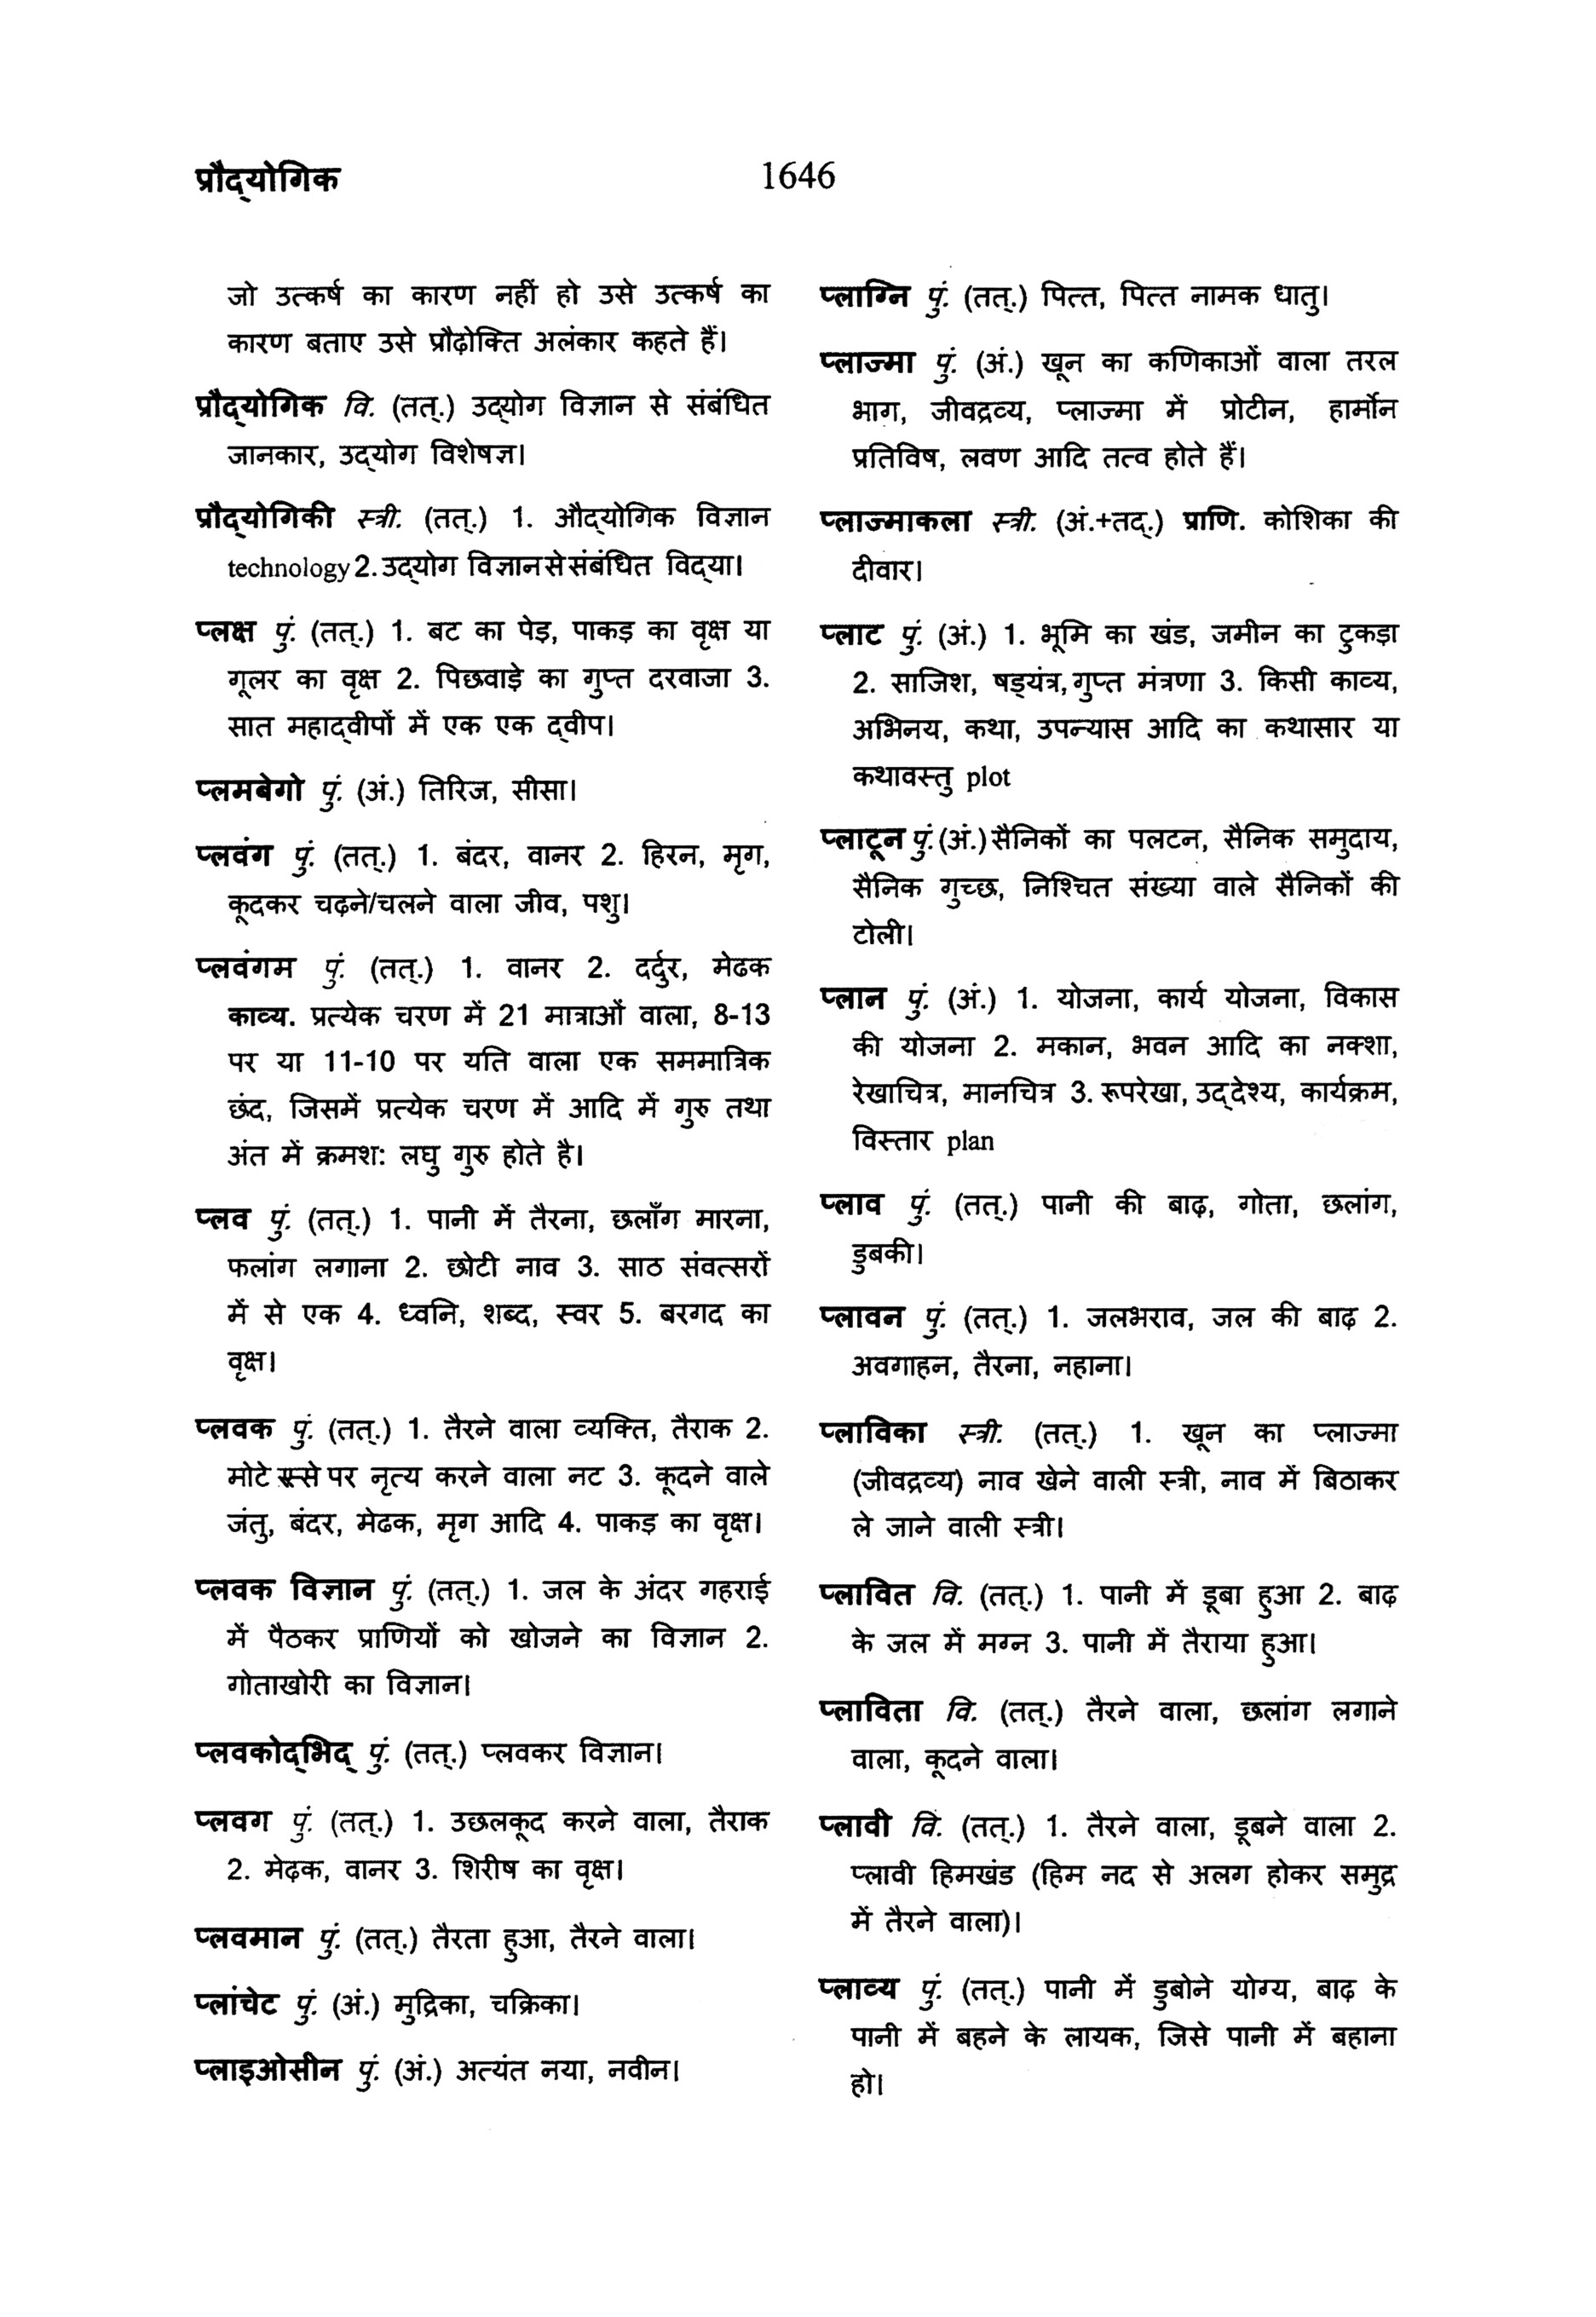 प्रौद्‌योगिक
1646
जो उत्कर्ष का कारण नहीं हो उसे उत्कर्ष का
कारण बताए उसे प्रौढ़ोक्ति अलंकार कहते हैं।
प्रौद्‌योगिक वि. (तत्.) उद्‌योग विज्ञान से संबंधित
जानकार, उद्‌योग विशेषज्ञ।
प्रौद्‌योगिकी स्त्री. (तत्.) 1. औद्‌योगिक विज्ञान
technology 2. उद्‌योग विज्ञान से संबंधित विद्‌या।
प्लक्ष पुं. (तत्.) 1. बट का पेड़, पाकड़ का वृक्ष या
गूलर का वृक्ष 2. पिछवाड़े का गुप्त दरवाजा 3.
सात महाद्‌वीपों में एक एक द्‌वीप।
प्लमबेगो पुं. (अं.) तिरिज, सीसा।
प्लवंग पुं. (तत्.) 1. बंदर, वानर 2. हिरन, मृग,
कूदकर चढ़ने/चलने वाला जीव, पशु।
प्लवंगम पुं. (तत्.) 1. वानर 2. दर्दुर, मेढक
काव्य. प्रत्येक चरण में 21 मात्राओं वाला, 8-13
पर या 11-10 पर यति वाला एक सममात्रिक
छंद, जिसमें प्रत्येक चरण में आदि में गुरु तथा
अंत में क्रमश: लघु गुरु होते है।
प्लव पुं. (तत्.) 1. पानी में तैरना, छलाँग मारना,
फलांग लगाना 2. छोटी नाव 3. साठ संवत्सरों
में से एक 4. ध्वनि, शब्द, स्वर 5. बरगद का
वृक्ष।
प्लवक पुं. (तत्.) 1. तैरने वाला व्यक्ति, तैराक 2.
मोटे रस्से पर नृत्य करने वाला नट 3. कूदने वाले
जंतु, बंदर, मेढक, मृग आदि 4. पाकड़ का वृक्ष।
प्लवक विज्ञान पुं. (तत्.) 1. जल के अंदर गहराई
में पैठकर प्राणियों को खोजने का विज्ञान 2.
गोताखोरी का विज्ञान।
प्लवकोद्‌भिद् पुं. (तत्.) प्लवकर विज्ञान।
प्लवग पुं. (तत्.) 1. उछलकूद करने वाला, तैराक
2. मेढ़क, वानर 3. शिरीष का वृक्ष।
प्लवमान पुं. (तत्.) तैरता हुआ, तैरने वाला।
प्लांचेट पुं. (अं.) मुद्रिका, चक्रिका।
प्लाइओसीन पुं. (अं.) अत्यंत नया, नवीन।
प्लाग्नि पुं. (तत्.) पित्त, पित्त नामक धातु।
प्लाज्मा पुं. (अं.) खून का कणिकाओं वाला तरल
भाग, जीवद्रव्य, प्लाज्मा में प्रोटीन, हार्मोन
प्रतिविष, लवण आदि तत्व होते हैं।
प्लाज्माकला स्त्री. (अं.+तद्.) प्राणि. कोशिका की
दीवार।
प्लाट पुं. (अं.) 1. भूमि का खंड, जमीन का टुकड़ा
2. साजिश, षड्‌यंत्र, गुप्त मंत्रणा 3. किसी काव्य,
अभिनय, कथा, उपन्यास आदि का कथासार या
कथावस्तु plot
प्लाटून पुं. (अं.) सैनिकों का पलटन, सैनिक समुदाय,
सैनिक गुच्छ, निश्चित संख्या वाले सैनिकों की
टोली।
प्लान पुं. (अं.) 1. योजना, कार्य योजना, विकास
की योजना 2. मकान, भवन आदि का नक्शा,
रेखाचित्र, मानचित्र 3. रूपरेखा, उद्‌देश्य, कार्यक्रम,
विस्तार plan
प्लाव पुं. (तत्.) पानी की बाढ़, गोता, छलांग,
डुबकी।
प्लावन पुं. (तत्.) 1. जलभराव, जल की बाढ़ 2.
अवगाहन, तैरना, नहाना।
प्लाविका स्त्री. (तत्.) 1. खून का प्लाज्मा
(जीवद्रव्य) नाव खेने वाली स्त्री, नाव में बिठाकर
ले जाने वाली स्त्री।
प्लावित वि. (तत्.) 1. पानी में डूबा हुआ 2. बाढ़
के जल में मग्न 3. पानी में तैराया हुआ।
प्लाविता वि. (तत्.) तैरने वाला, छलांग लगाने
वाला, कूदने वाला।
प्लावी वि. (तत्.) 1. तैरने वाला, डूबने वाला 2.
प्लावी हिमखंड (हिम नद से अलग होकर समुद्र
में तैरने वाला)।
प्लाव्य पुं. (तत्.) पानी में डुबोने योग्य, बाढ़ के
पानी में बहने के लायक, जिसे पानी में बहाना
हो।